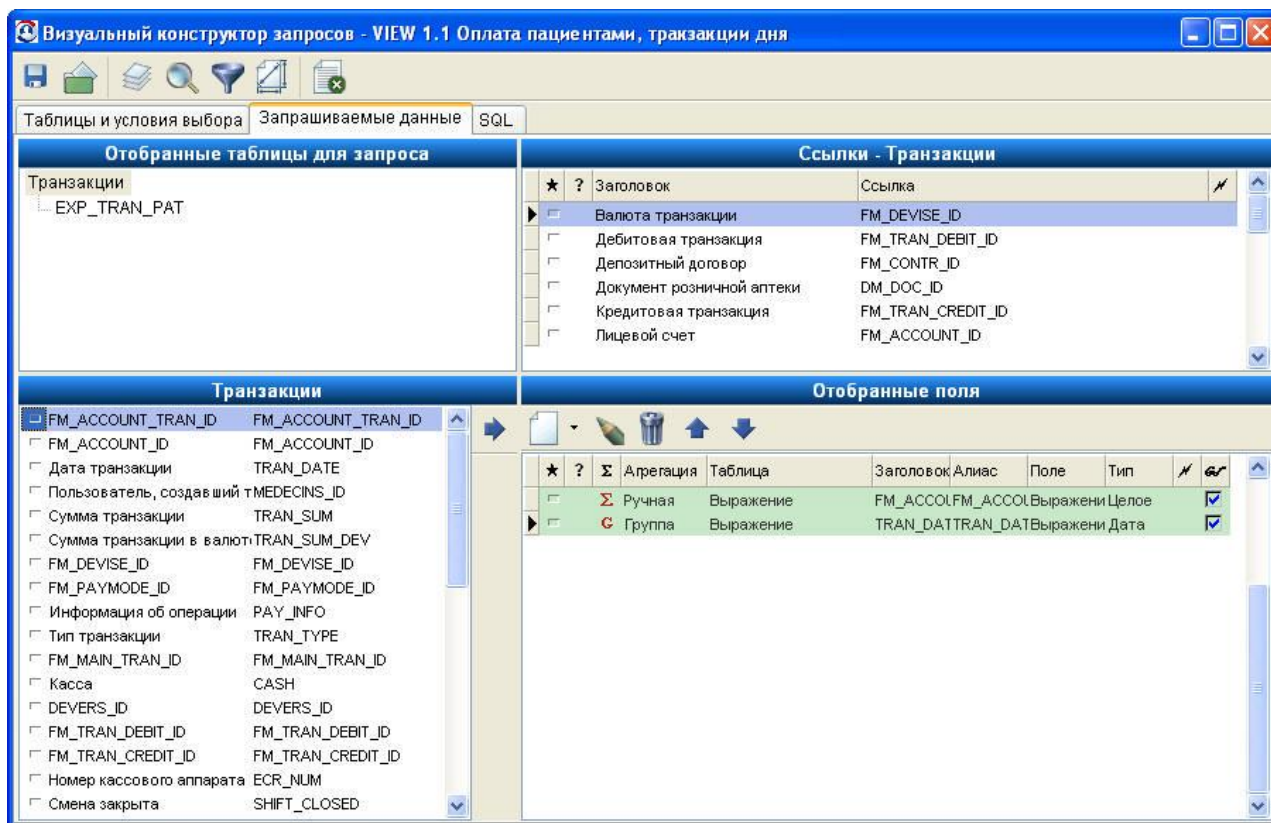 Визуальный конструктор запросов - VIEW 1.1 Оплата пациентами, тракзакции дня
Таблицы и условия выбора Запрашиваемые данные SQL
Отобранные таблицы для запроса
Транзакции
EXP_TRAN_PAT
Ссылки - Транзакции
★ ? Заголовок Ссылка
Валюта транзакции FM_DEVISE_ID
Дебитовая транзакция FM_TRAN_DEBIT_ID
Депозитный договор FM_CONTR_ID
Документ розничной аптеки DM_DOC_ID
Кредитовая транзакция FM_TRAN_CREDIT_ID
Лицевой счет FM_ACCOUNT_ID
Транзакции
FM_ACCOUNT_TRAN_ID FM_ACCOUNT_TRAN_ID
FM_ACCOUNT_ID FM_ACCOUNT_ID
Дата транзакции TRAN_DATE
Пользователь, создавший т MEDECINS_ID
Сумма транзакции TRAN_SUM
Сумма транзакции в валют TRAN_SUM_DEV
FM_DEVISE_ID FM_DEVISE_ID
FM_PAYMODE_ID FM_PAYMODE_ID
Информация об операции PAY_INFO
Тип транзакции TRAN_TYPE
FM_MAIN_TRAN_ID FM_MAIN_TRAN_ID
Касса CASH
DEVERS_ID DEVERS_ID
FM_TRAN_DEBIT_ID FM_TRAN_DEBIT_ID
FM_TRAN_CREDIT_ID FM_TRAN_CREDIT_ID
Номер кассового аппарата ECR_NUM
Смена закрыта SHIFT_CLOSED
Отобранные поля
★ ? Σ Агрегация Таблица Заголовок Алиас Поле Тип
Σ Ручная Выражение FM_ACCOU FM_ACCOU Выражени Целое
G Группа Выражение TRAN_DAT TRAN_DAT Выражени Дата